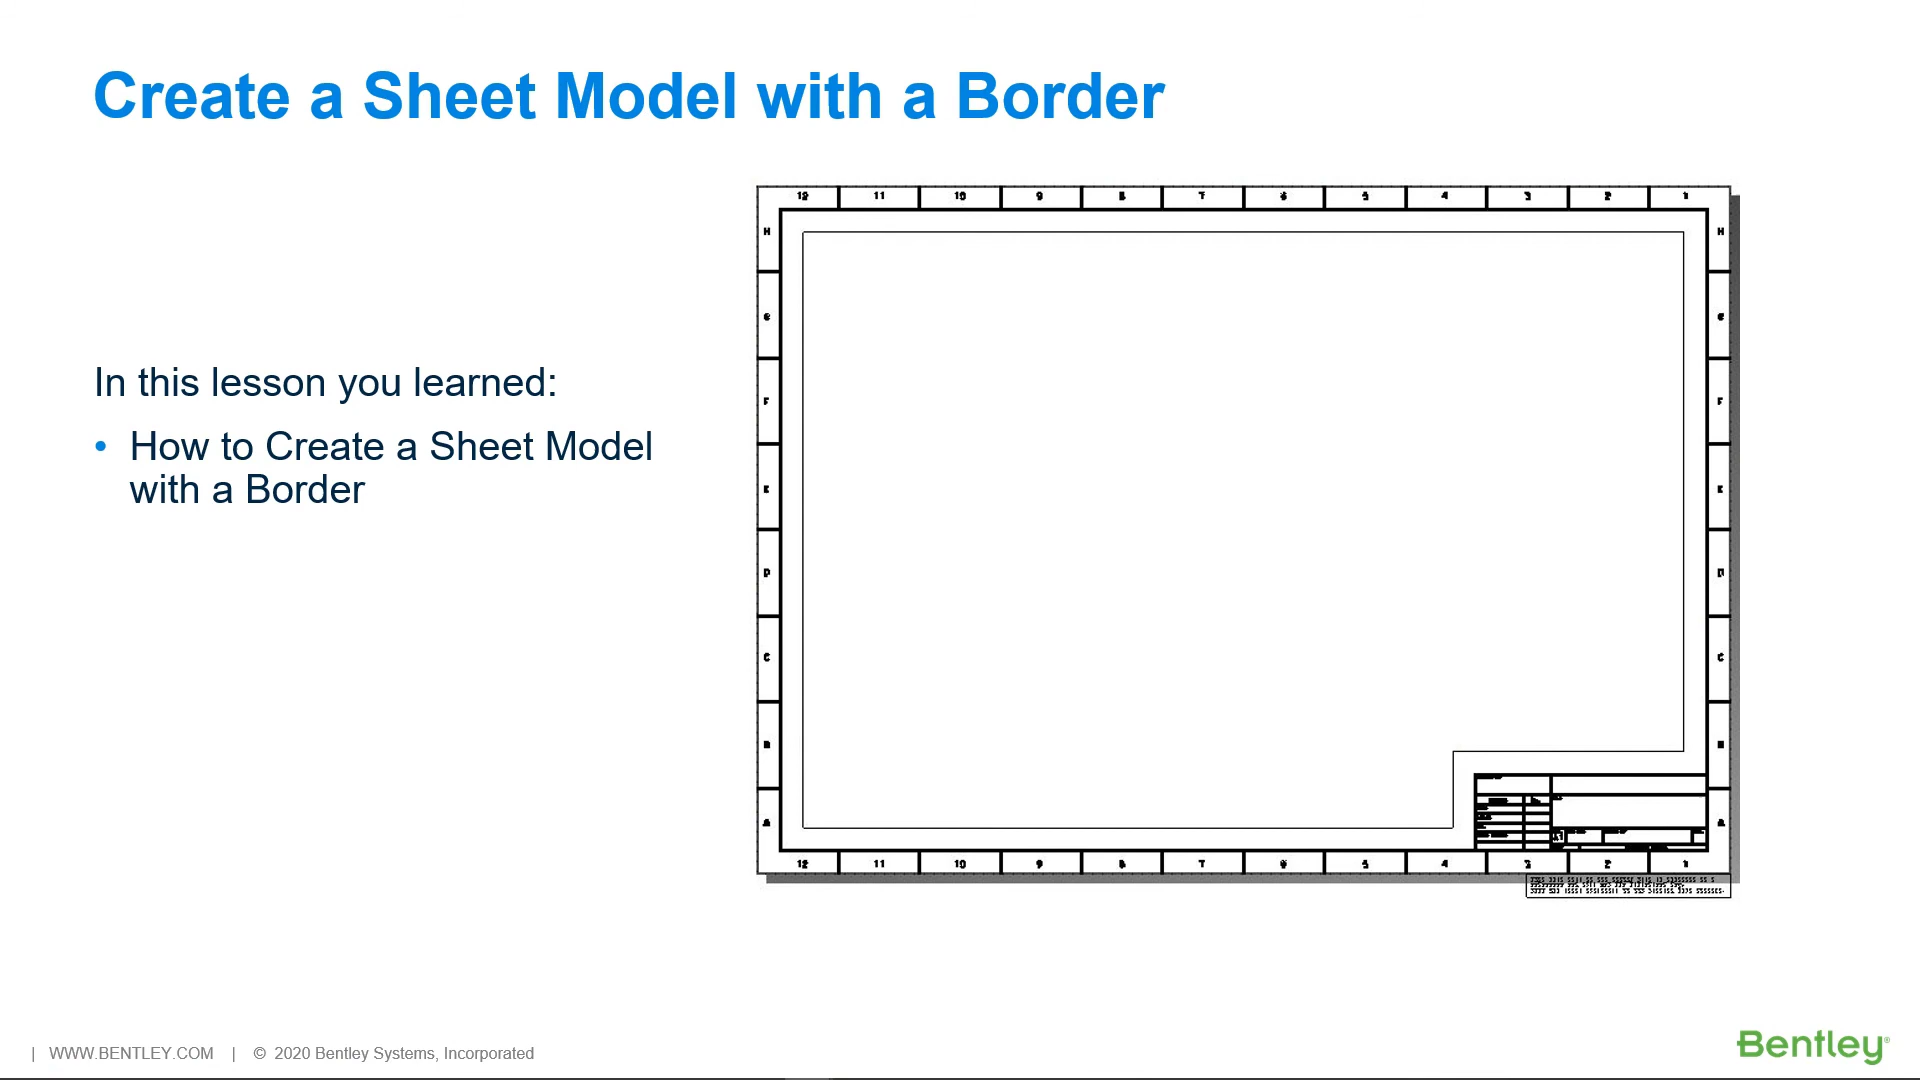 Create a Sheet Model with a Border
12 11 10 9 8 7 6 5 4 3 2 1
H H
G G
In this lesson you learned:
F F
• How to Create a Sheet Model
with a Border
E E
D D
C C
B B
A A
12 11 10 9 8 7 6 5 4 3 2 1
| WWW.BENTLEY.COM | © 2020 Bentley Systems, Incorporated
Bentley®